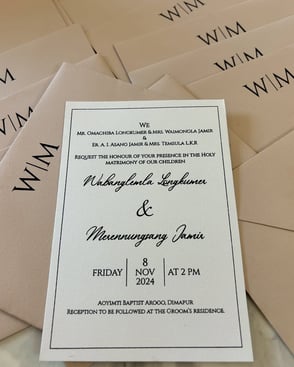 W|M
W|M
W|M
W|M
W|M
W|M
We
Mr. Omachiba Longkumer & Mrs. Waimonola Jamir
&
Er. A. I. Asano Jamir & Mrs. Temsula L.K.R
Request the honour of your presence in the Holy
matrimony of our children
Wabanglemla Longkumer
&
Merennungsang Jamir
FRIDAY | 8 NOV 2024 | AT 2 PM
Aoyimti Baptist Arogo, Dimapur
Reception to be followed at the Groom's residence.